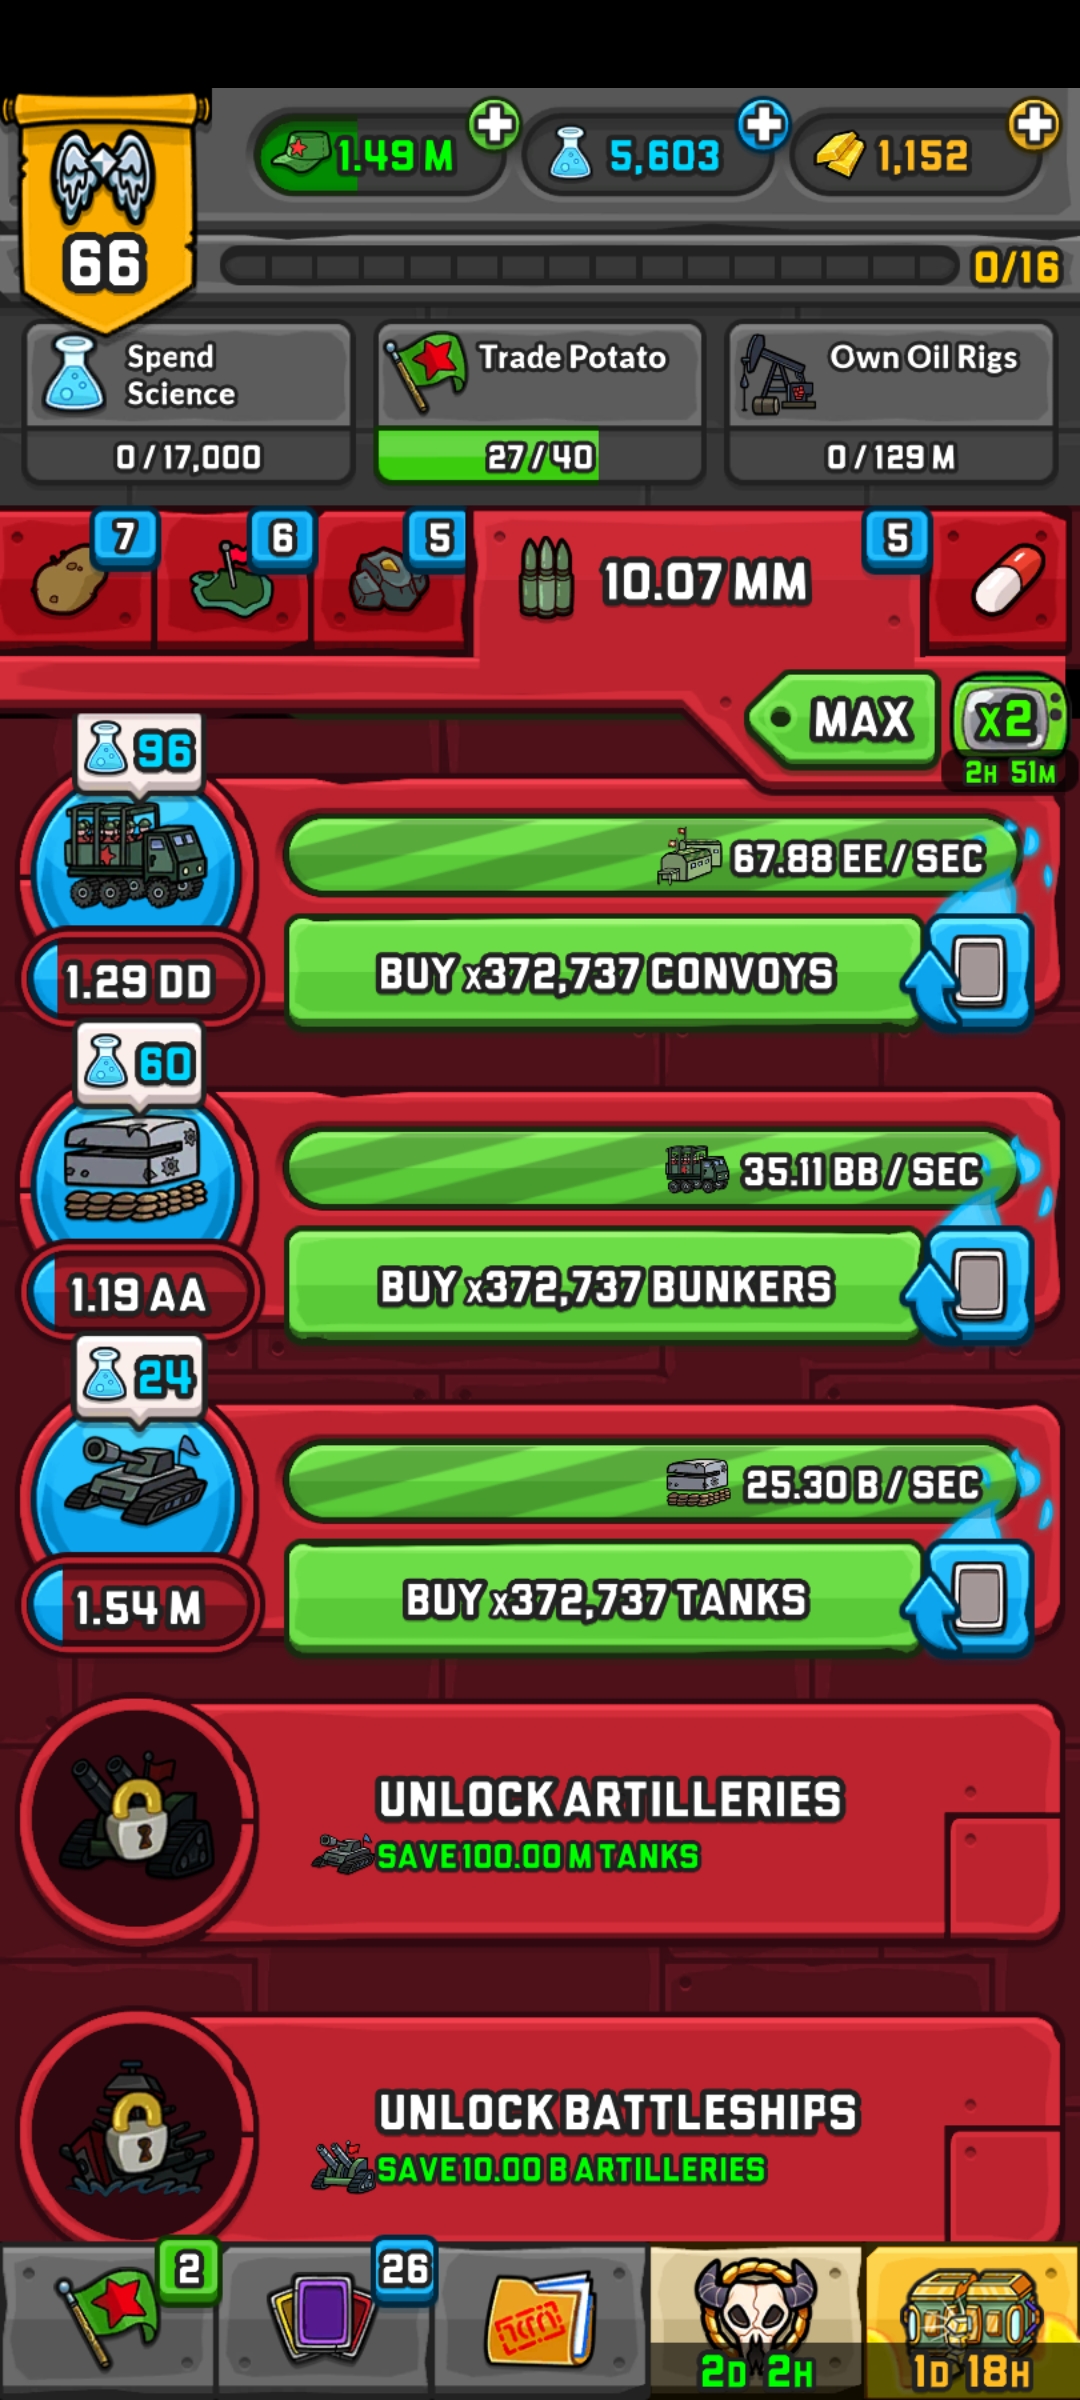 1.49 M
5,603
1,152
66
0/16
Spend
Science
0 / 17,000
Trade Potato
27 / 40
Own Oil Rigs
0 / 129 M
7
6
5
10.07 MM
5
MAX
x2
2H 51M
96
67.88 EE / SEC
1.29 DD
BUY x372,737 CONVOYS
60
35.11 BB / SEC
1.19 AA
BUY x372,737 BUNKERS
24
25.30 B / SEC
1.54 M
BUY x372,737 TANKS
UNLOCK ARTILLERIES
SAVE 100.00 M TANKS
UNLOCK BATTLESHIPS
SAVE 10.00 B ARTILLERIES
2
26
2D 2H
1D 18H